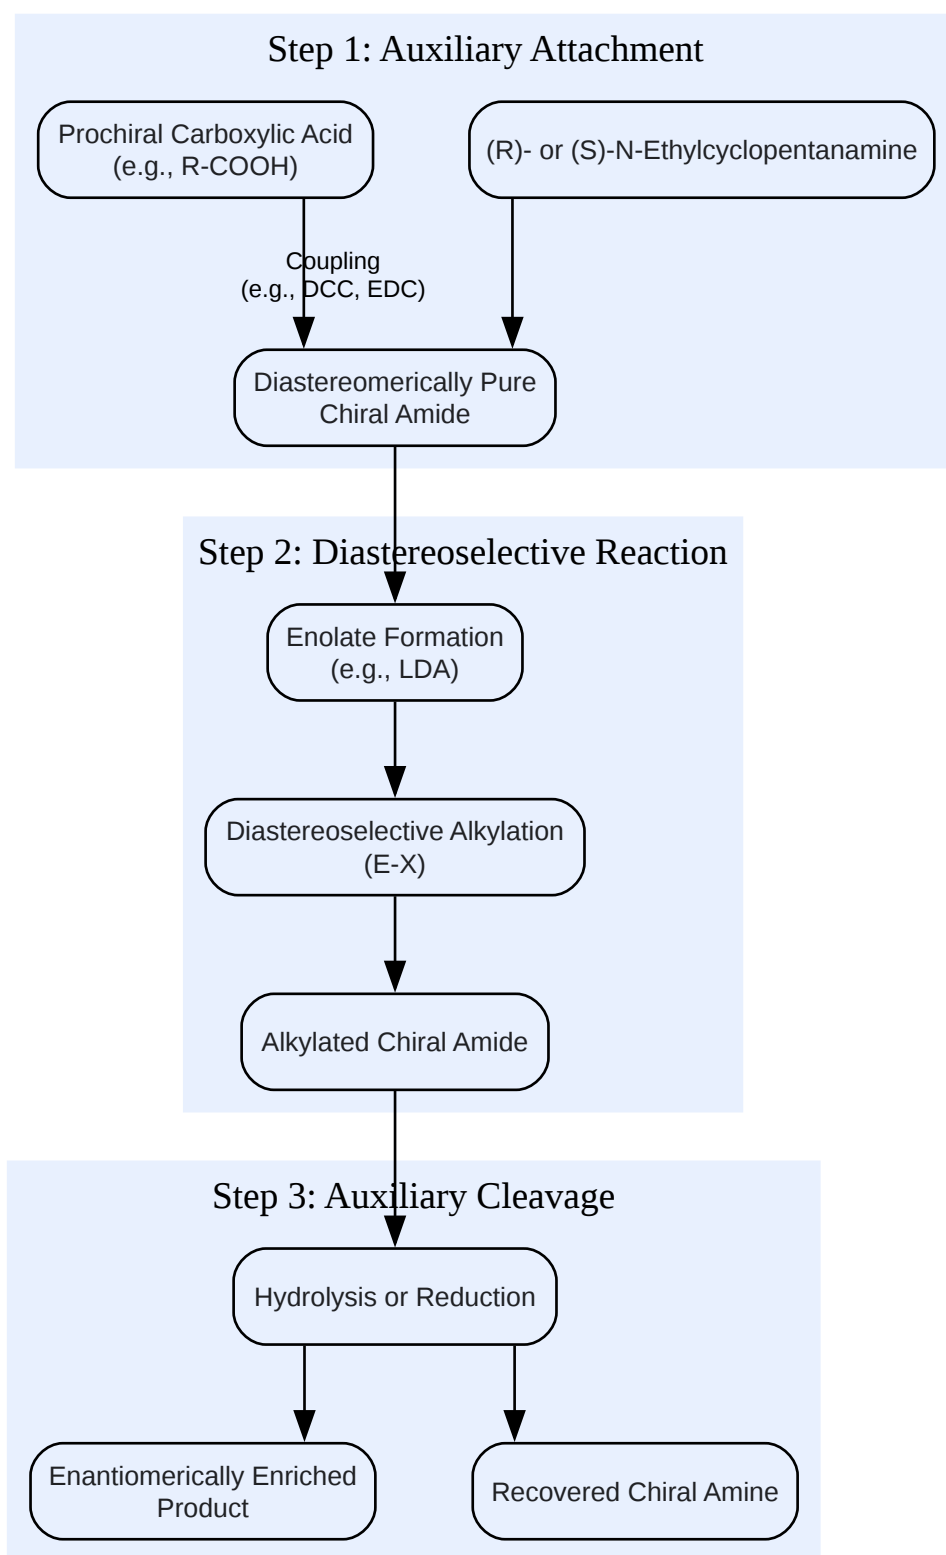 Step 1: Auxiliary Attachment
Prochiral Carboxylic Acid
(e.g., R-COOH)
(R)- or (S)-N-Ethylcyclopentanamine
Coupling
(e.g., DCC, EDC)
Diastereomerically Pure
Chiral Amide
Step 2: Diastereoselective Reaction
Enolate Formation
(e.g., LDA)
Diastereoselective Alkylation
(E-X)
Alkylated Chiral Amide
Step 3: Auxiliary Cleavage
Hydrolysis or Reduction
Enantiomerically Enriched
Product
Recovered Chiral Amine